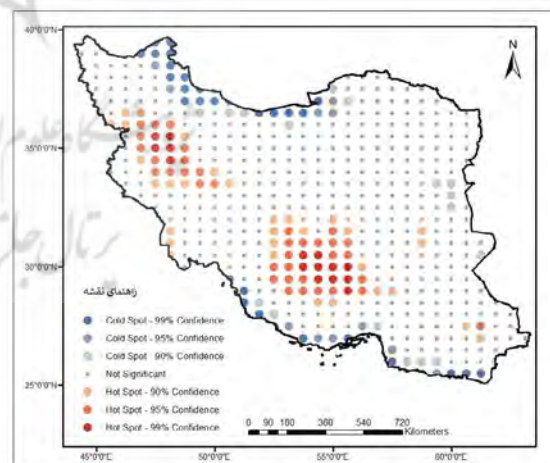 40°0'0"N
N
35°0'0"N
30°0'0"N
25°0'0"N
راهنمای نقشه
Cold Spot - 99% Confidence
Cold Spot - 95% Confidence
Cold Spot - 90% Confidence
Not Significant
Hot Spot - 90% Confidence
Hot Spot - 95% Confidence
Hot Spot - 99% Confidence
0 90 180 360 540 720
Kilometers
45°0'0"E 50°0'0"E 55°0'0"E 60°0'0"E